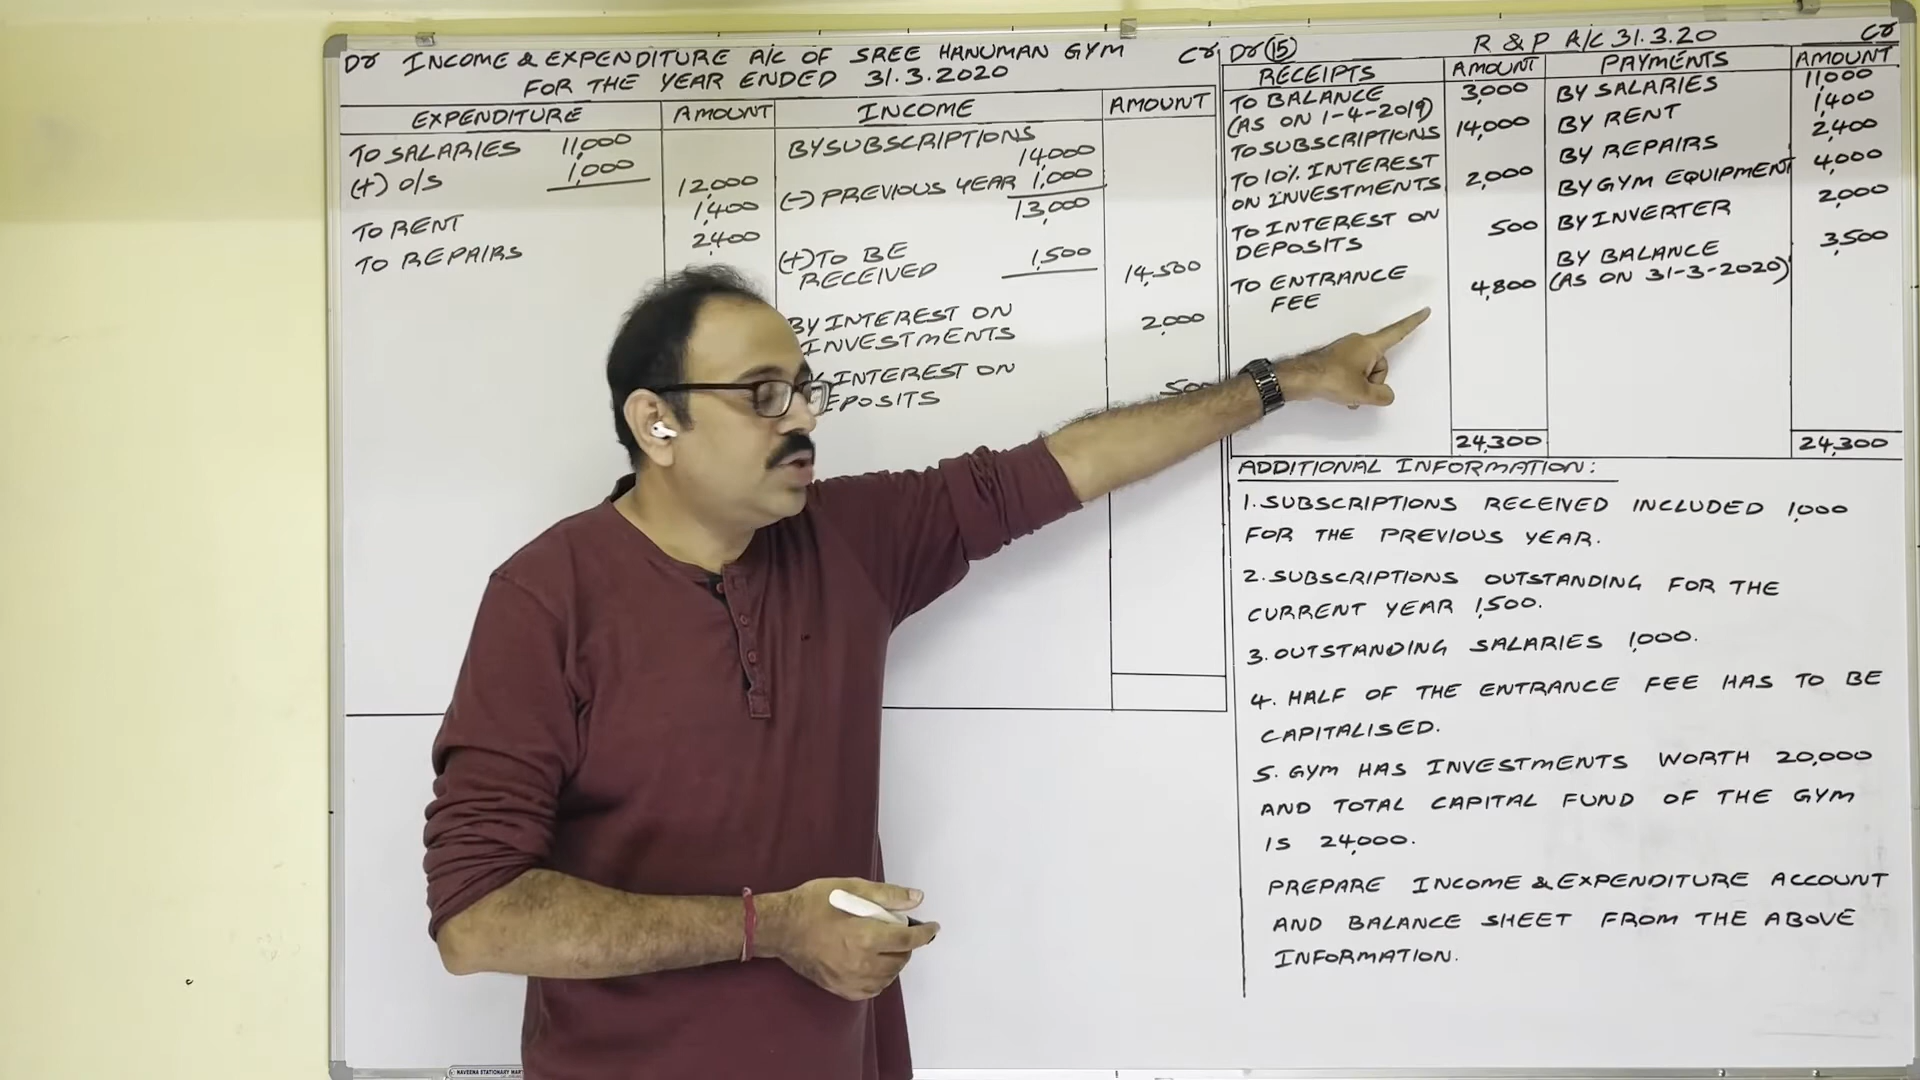 Dr INCOME & EXPENDITURE A/C OF SREE HANUMAN GYM Cr
FOR THE YEAR ENDED 31.3.2020
EXPENDITURE AMOUNT INCOME AMOUNT
TO SALARIES 11,000
(+) O/S 1,000 12,000
TO RENT 1,400
TO REPAIRS 2400
BY SUBSCRIPTIONS
14,000
(-) PREVIOUS YEAR 1,000
13,000
(+) TO BE
RECEIVED 1,500 14,500
BY INTEREST ON
INVESTMENTS 2,000
INTEREST ON
EPOSITS 500
Dr (15) R & P A/C 31.3.20 Cr
RECEIPTS AMOUNT PAYMENTS AMOUNT
TO BALANCE 3,000
(AS ON 1-4-2019)
TO SUBSCRIPTIONS 14,000
TO 10% INTEREST
ON INVESTMENTS 2,000
TO INTEREST ON
DEPOSITS 500
TO ENTRANCE
FEE 4,800
24,300
BY SALARIES 11,000
BY RENT 1400
BY REPAIRS 2,400
BY GYM EQUIPMENT 4,000
BY INVERTER 2,000
BY BALANCE
(AS ON 31-3-2020) 3,500
24,300
ADDITIONAL INFORMATION:
1. SUBSCRIPTIONS RECEIVED INCLUDED 1,000
FOR THE PREVIOUS YEAR.
2. SUBSCRIPTIONS OUTSTANDING FOR THE
CURRENT YEAR 1,500.
3. OUTSTANDING SALARIES 1,000.
4. HALF OF THE ENTRANCE FEE HAS TO BE
CAPITALISED.
5. GYM HAS INVESTMENTS WORTH 20,000
AND TOTAL CAPITAL FUND OF THE GYM
IS 24,000.
PREPARE INCOME & EXPENDITURE ACCOUNT
AND BALANCE SHEET FROM THE ABOVE
INFORMATION.
NAVEENA STATIONARY MART